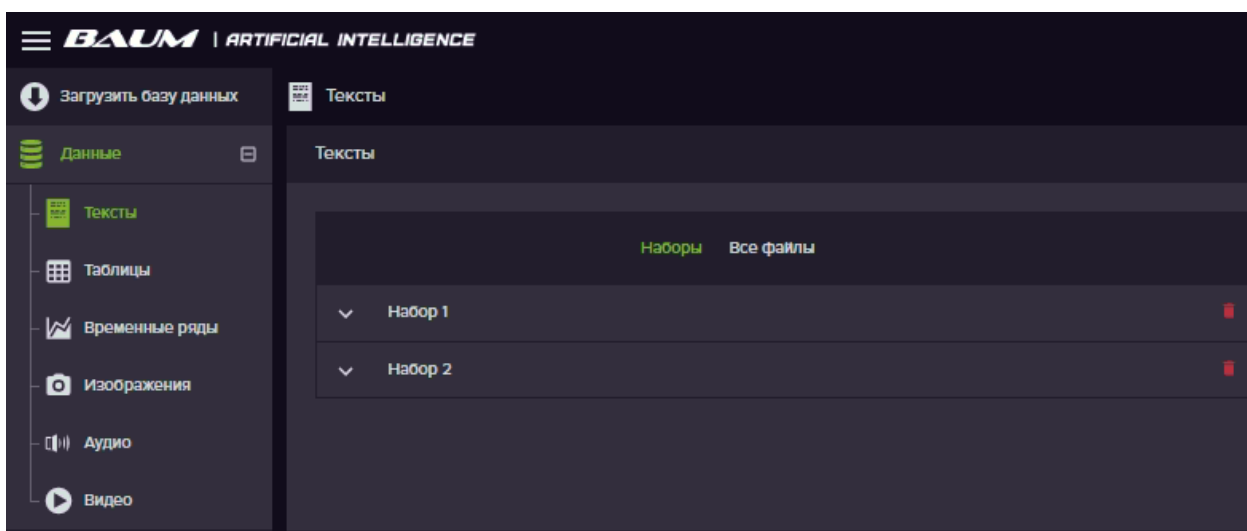 BAUM | ARTIFICIAL INTELLIGENCE
Загрузить базу данных
Тексты
Данные
Тексты
Тексты
Наборы Все файлы
Таблицы
Набор 1
Временные ряды
Набор 2
Изображения
Аудио
Видео